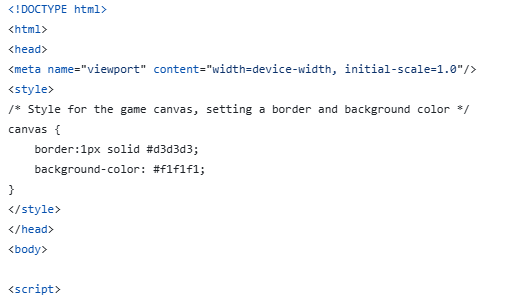 <!DOCTYPE html>
<html>
<head>
<meta name="viewport" content="width=device-width, initial-scale=1.0"/>
<style>
/* Style for the game canvas, setting a border and background color */
canvas {
    border:1px solid #d3d3d3;
    background-color: #f1f1f1;
}
</style>
</head>
<body>

<script>